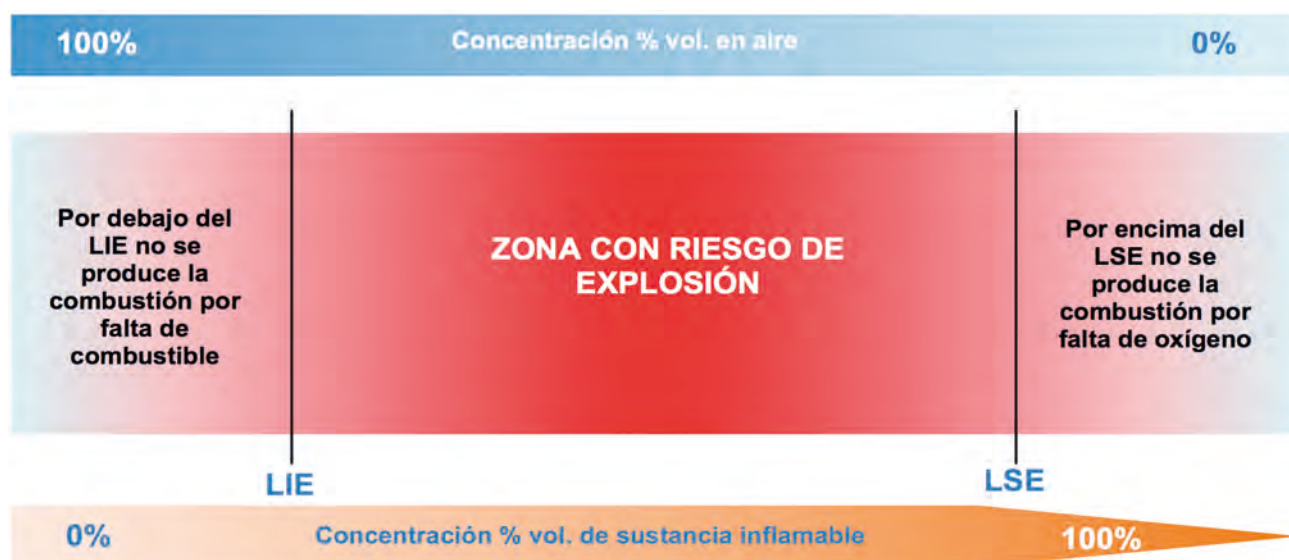 100% Concentración % vol. en aire 0%
Por debajo del
LIE no se
produce la
combustión por
falta de
combustible
ZONA CON RIESGO DE
EXPLOSIÓN
Por encima del
LSE no se
produce la
combustión por
falta de oxígeno
LIE
LSE
0% Concentración % vol. de sustancia inflamable 100%